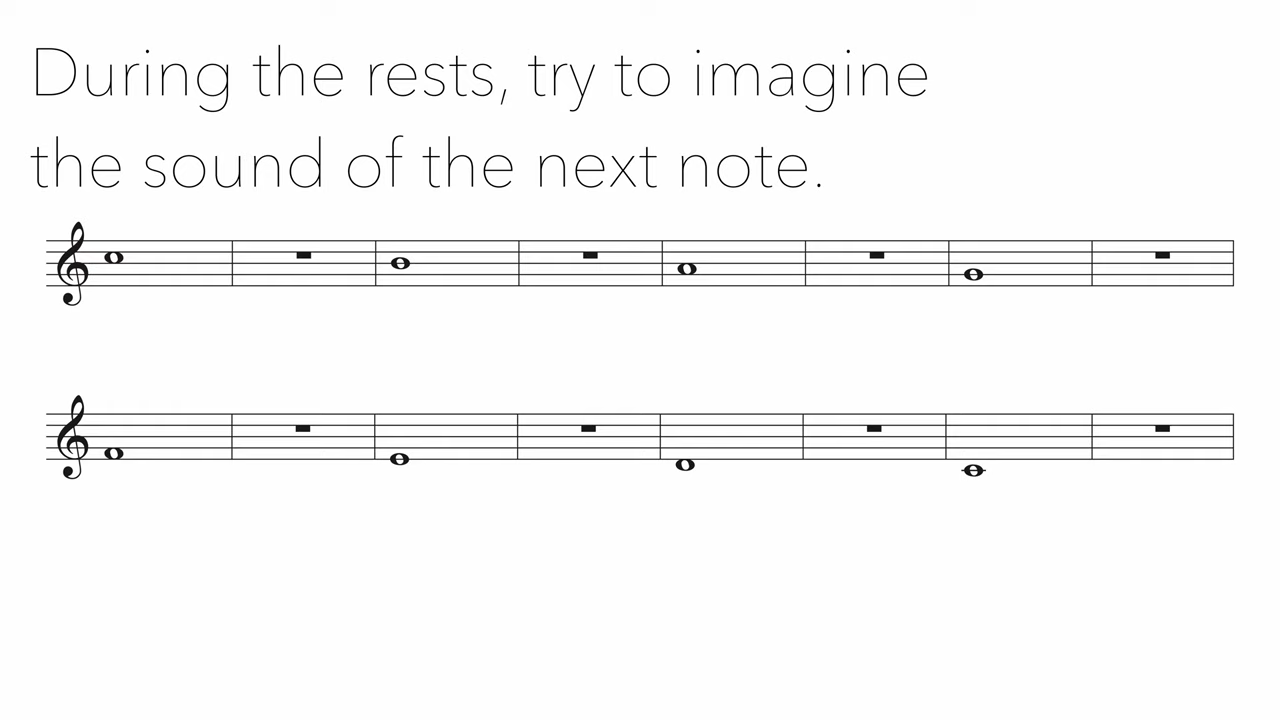 During the rests, try to imagine
the sound of the next note.